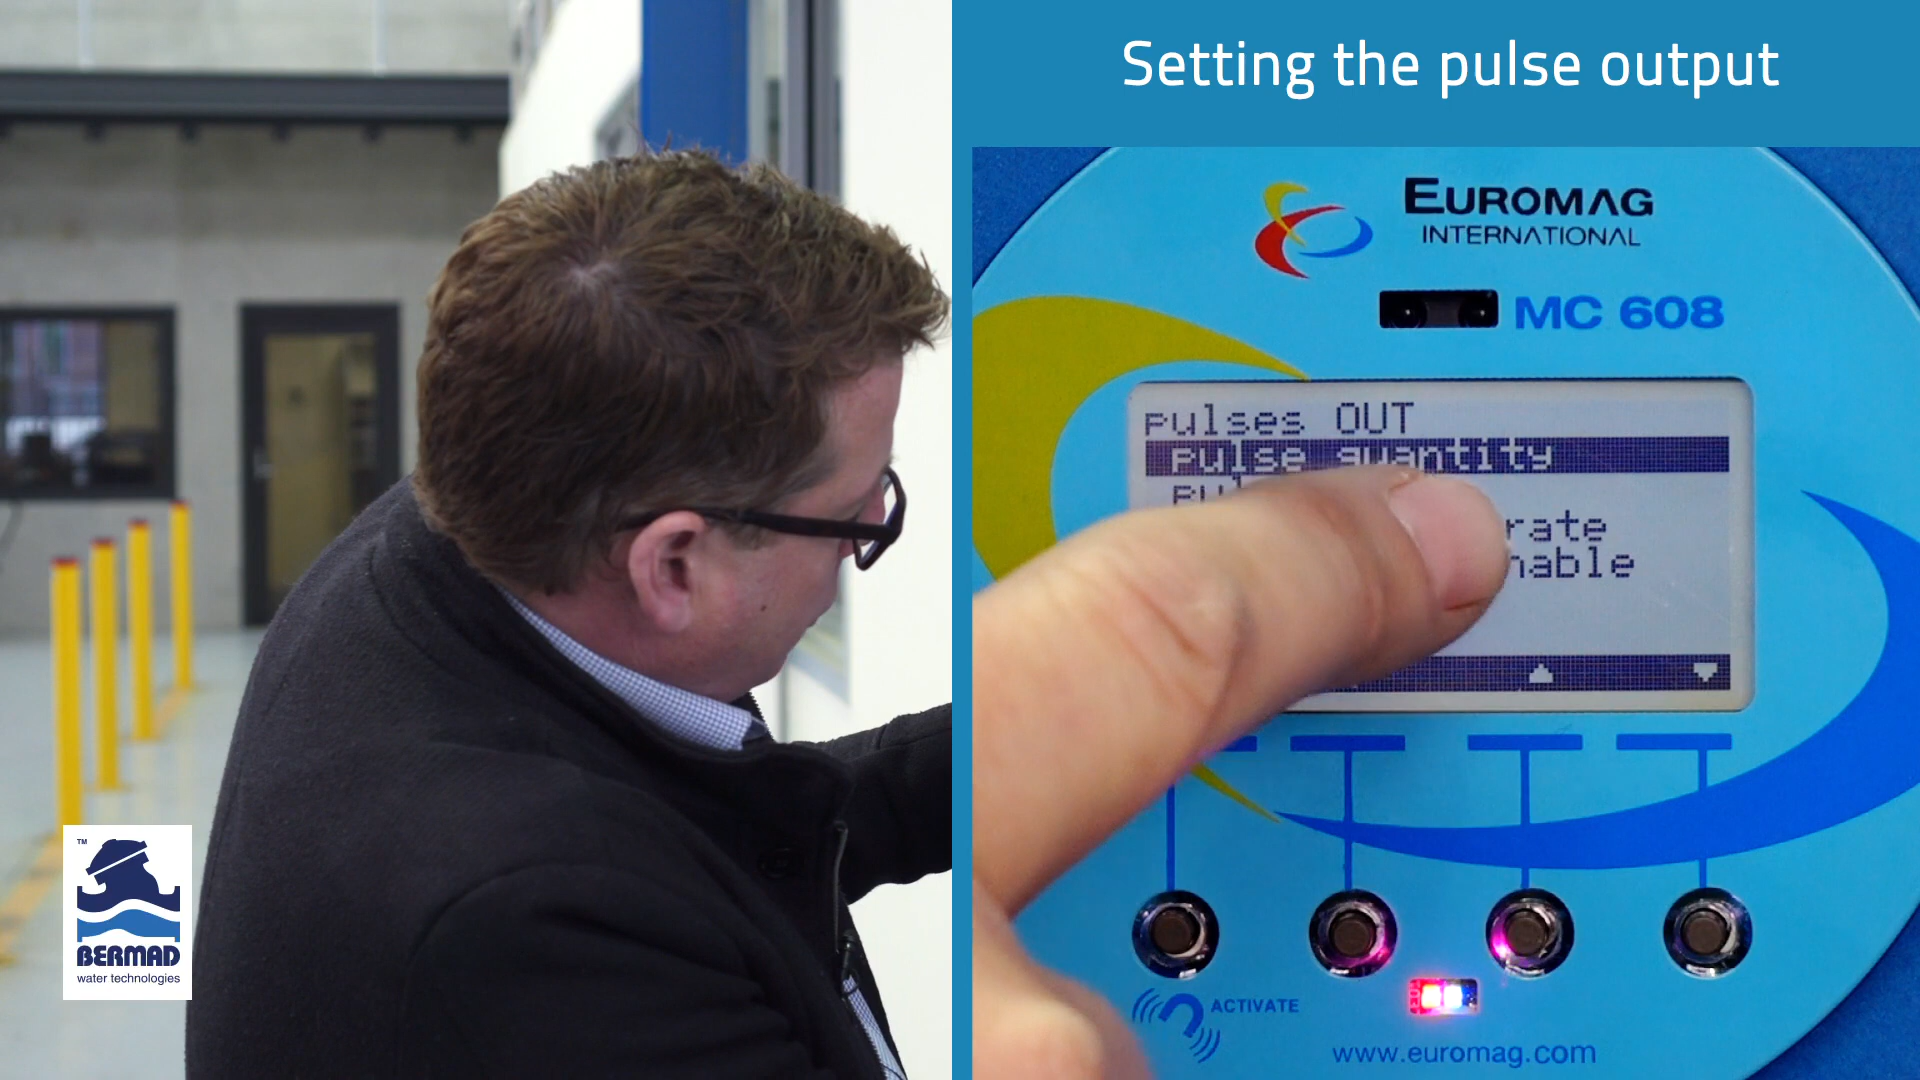 Setting the pulse output
EUROMAG
INTERNATIONAL
MC 608
pulses OUT
pulse quantity
rate
ACTIVATE
www.euromag.com
TM
BERMAD
water technologies